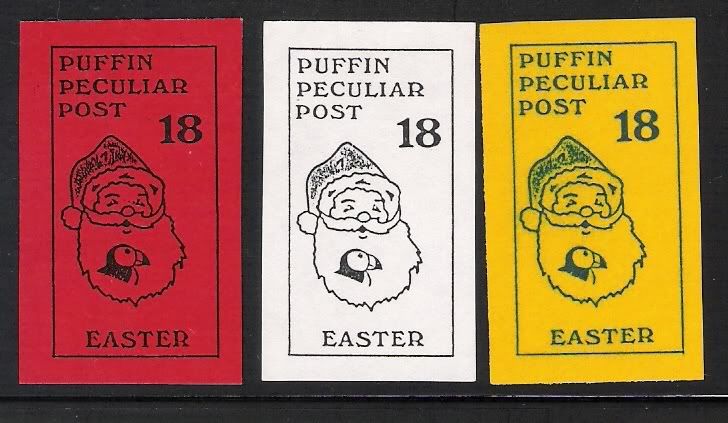 PUFFIN
PECULIAR
POST
18
EASTER
PUFFIN
PECULIAR
POST
18
EASTER
PUFFIN
PECULIAR
POST
18
EASTER